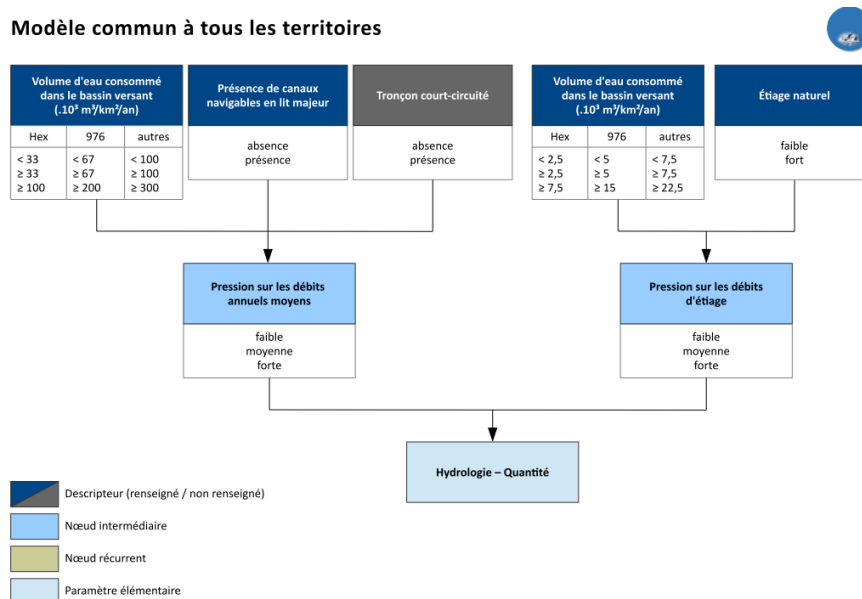 Modèle commun à tous les territoires
Volume d'eau consommé
dans le bassin versant
(.10³ m³/km²/an)
Hex 976 autres
< 33 < 67 < 100
≥ 33 ≥ 67 ≥ 100
≥ 100 ≥ 200 ≥ 300
Présence de canaux
navigables en lit majeur
absence
présence
Tronçon court-circuité
absence
présence
Volume d'eau consommé
dans le bassin versant
(.10³ m³/km²/an)
Hex 976 autres
< 2,5 < 5 < 7,5
≥ 2,5 ≥ 5 ≥ 7,5
≥ 7,5 ≥ 15 ≥ 22,5
Étiage naturel
faible
fort
Pression sur les débits
annuels moyens
faible
moyenne
forte
Pression sur les débits
d'étiage
faible
moyenne
forte
Hydrologie – Quantité
Descripteur (renseigné / non renseigné)
Nœud intermédiaire
Nœud récurrent
Paramètre élémentaire